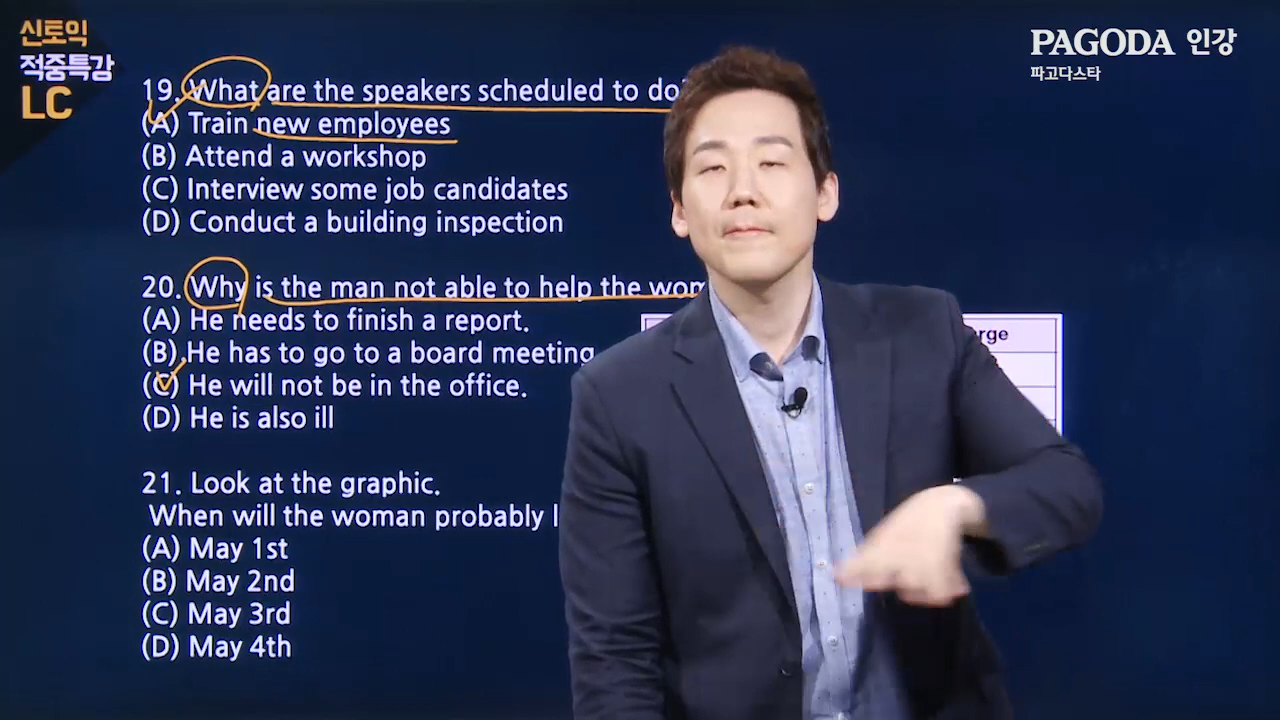 신토익
적중특강
LC
PAGODA 인강
파고다스타
19. What are the speakers scheduled to do?
(A) Train new employees
(B) Attend a workshop
(C) Interview some job candidates
(D) Conduct a building inspection
20. Why is the man not able to help the
(A) He needs to finish a report.
(B) He has to go to a board meeting
(C) He will not be in the office.
(D) He is also ill
21. Look at the graphic.
When will the woman probably
(A) May 1st
(B) May 2nd
(C) May 3rd
(D) May 4th